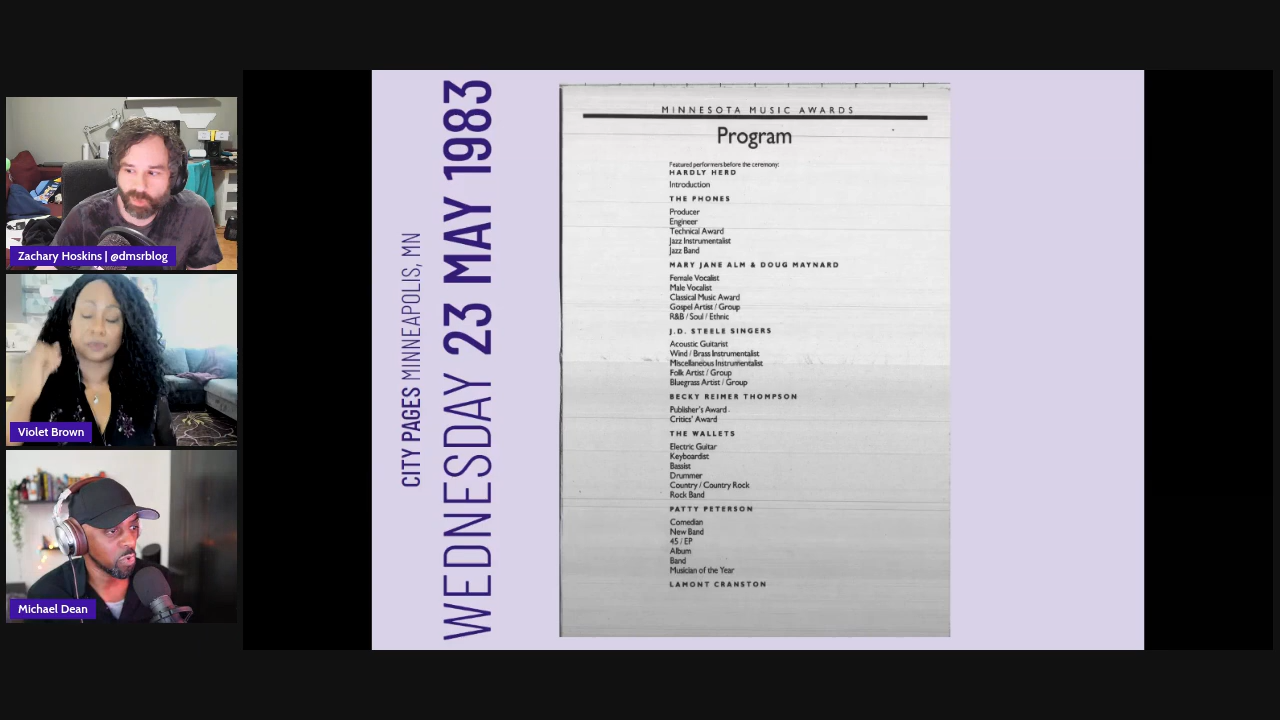 Zachary Hoskins | @dmsrblog
Violet Brown
Michael Dean
CITY PAGES MINNEAPOLIS, MN
WEDNESDAY 23 MAY 1983
MINNESOTA MUSIC AWARDS
Program
Featured performers before the ceremony:
HARDLY HERD
Introduction
THE PHONES
Producer
Engineer
Technical Award
Jazz Instrumentalist
Jazz Band
MARY JANE ALM & DOUG MAYNARD
Female Vocalist
Male Vocalist
Classical Music Award
Gospel Artist / Group
R&B / Soul / Ethnic
J.D. STEELE SINGERS
Acoustic Guitarist
Wind / Brass Instrumentalist
Miscellaneous Instrumentalist
Folk Artist / Group
Bluegrass Artist / Group
BECKY REIMER THOMPSON
Publisher's Award
Critics' Award
THE WALLETS
Electric Guitar
Keyboardist
Bassist
Drummer
Country / Country Rock
Rock Band
PATTY PETERSON
Comedian
New Band
45 / EP
Album
Band
Musician of the Year
LAMONT CRANSTON